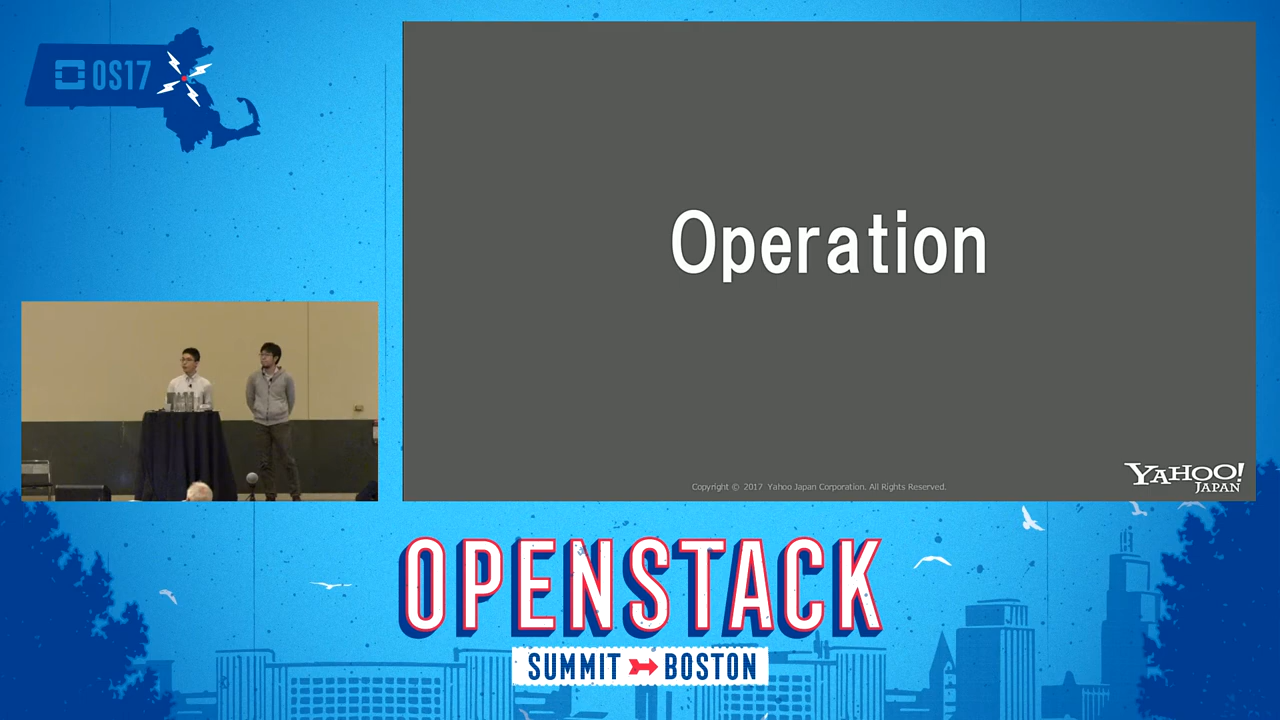 OS17
Operation
Copyright © 2017 Yahoo Japan Corporation. All Rights Reserved.
YAHOO!
JAPAN
OPENSTACK
SUMMIT BOSTON